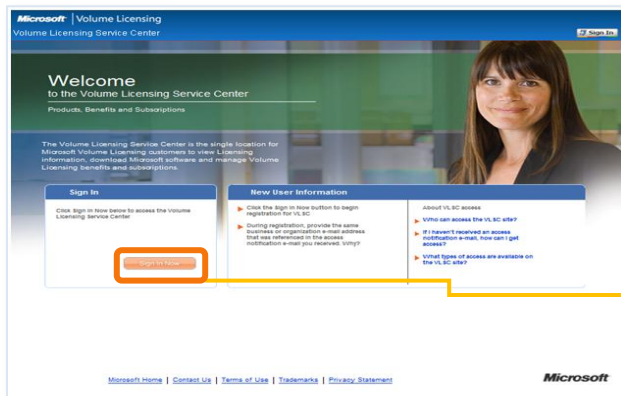 Microsoft | Volume Licensing
Volume Licensing Service Center
Sign In
Welcome
to the Volume Licensing Service Center
Products, Benefits and Subscriptions
The Volume Licensing Service Center is the single location for
Microsoft Volume Licensing customers to view Licensing
information, download Microsoft software and manage Volume
Licensing benefits and subscriptions.
Sign In
Click Sign In Now below to access the Volume
Licensing Service Center
Sign In Now
New User Information
Click the Sign In Now button to begin
registration for VLSC
During registration, provide the same
business or organization e-mail address
that was referenced in the access
notification e-mail you received. Why?
About VLSC access
Who can access the VLSC site?
If I haven't received an access
notification e-mail, how can I get
access?
What types of access are available on
the VLSC site?
Microsoft Home | Contact Us | Terms of Use | Trademarks | Privacy Statement
Microsoft